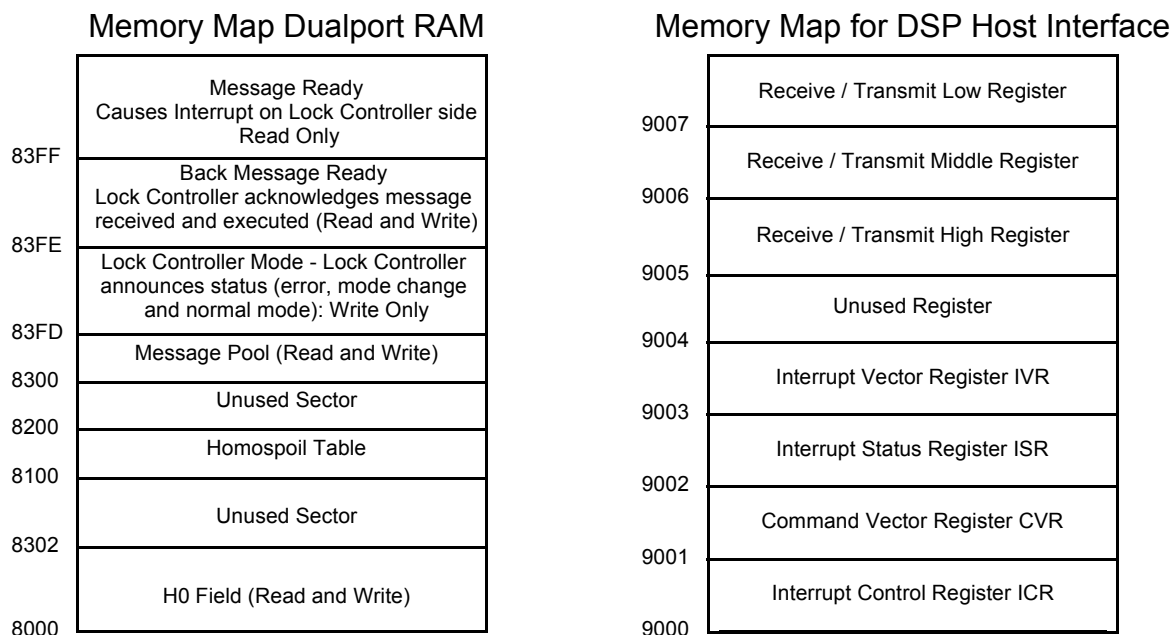 Memory Map Dualport RAM
Message Ready
Causes Interrupt on Lock Controller side
Read Only
83FF
Back Message Ready
Lock Controller acknowledges message
received and executed (Read and Write)
83FE
Lock Controller Mode - Lock Controller
announces status (error, mode change
and normal mode): Write Only
83FD
Message Pool (Read and Write)
8300
Unused Sector
8200
Homospoil Table
8100
Unused Sector
8302
H0 Field (Read and Write)
8000
Memory Map for DSP Host Interface
Receive / Transmit Low Register
9007
Receive / Transmit Middle Register
9006
Receive / Transmit High Register
9005
Unused Register
9004
Interrupt Vector Register IVR
9003
Interrupt Status Register ISR
9002
Command Vector Register CVR
9001
Interrupt Control Register ICR
9000